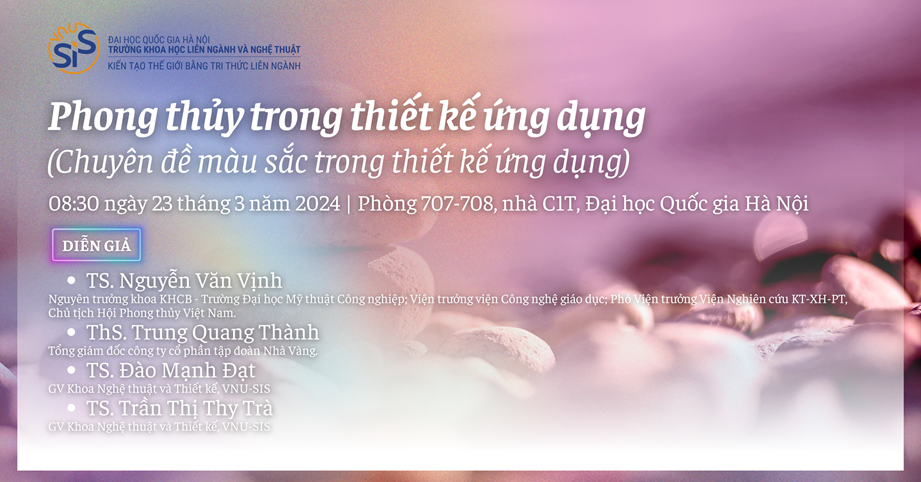 VNU
SIS
ĐẠI HỌC QUỐC GIA HÀ NỘI
TRƯỜNG KHOA HỌC LIÊN NGÀNH VÀ NGHỆ THUẬT
KIẾN TẠO THẾ GIỚI BẰNG TRI THỨC LIÊN NGÀNH
Phong thủy trong thiết kế ứng dụng
(Chuyên đề màu sắc trong thiết kế ứng dụng)
08:30 ngày 23 tháng 3 năm 2024 | Phòng 707-708, nhà C1T, Đại học Quốc gia Hà Nội
DIỄN GIẢ
• TS. Nguyễn Văn Vịnh
Nguyên trưởng khoa KHCB - Trường Đại học Mỹ thuật Công nghiệp; Viện trưởng viện Công nghệ giáo dục; Phó Viện trưởng Viện Nghiên cứu KT-XH-PT,
Chủ tịch Hội Phong thủy Việt Nam.
• ThS. Trung Quang Thành
Tổng giám đốc công ty cổ phần tập đoàn Nhà Vàng.
• TS. Đào Mạnh Đạt
GV Khoa Nghệ thuật và Thiết kế, VNU-SIS
• TS. Trần Thị Thy Trà
GV Khoa Nghệ thuật và Thiết kế, VNU-SIS